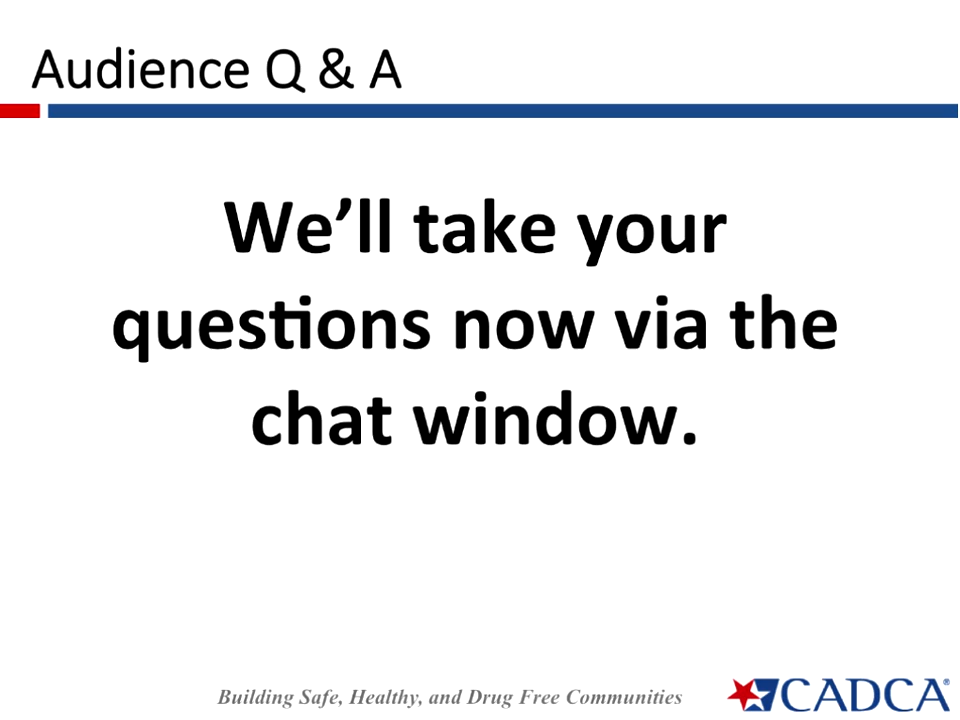 Audience Q & A
We’ll take your
questions now via the
chat window.
Building Safe, Healthy, and Drug Free Communities
CADCA®